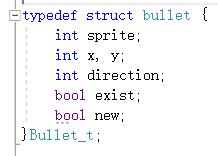 typedef struct bullet {
int sprite;
int x, y;
int direction;
bool exist;
bool new;
}Bullet_t;